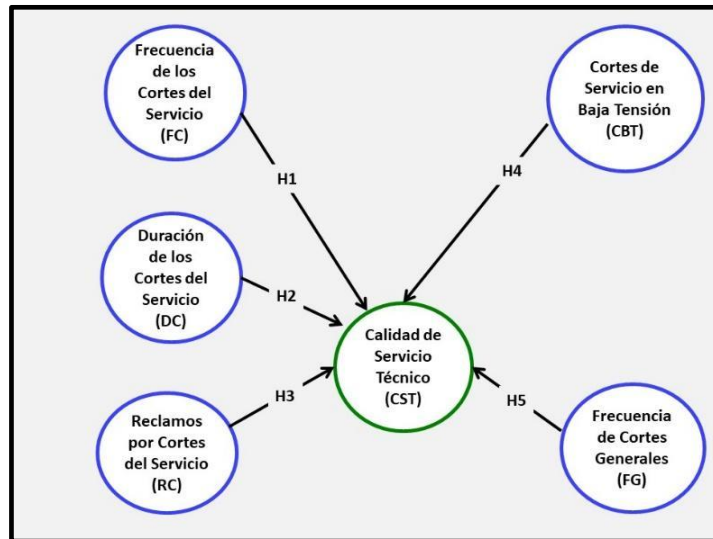 Frecuencia
de los
Cortes del
Servicio
(FC)
Cortes de
Servicio en
Baja Tensión
(CBT)
H1
H4
Duración
de los
Cortes del
Servicio
(DC)
H2
Calidad de
Servicio
Técnico
(CST)
H3
H5
Reclamos
por Cortes
del Servicio
(RC)
Frecuencia
de Cortes
Generales
(FG)